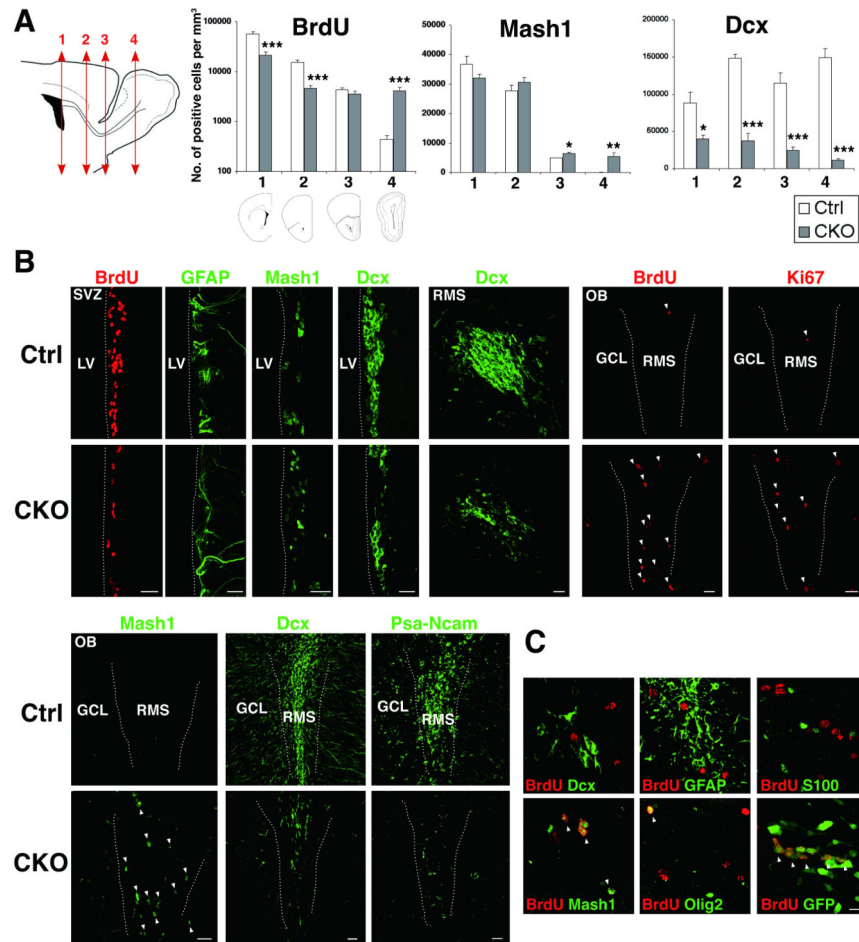 A
1 2 3 4
No. of positive cells per mm³
BrdU
100000
10000
1000
100
***
***
***
1 2 3 4
Mash1
50000
40000
30000
20000
10000
0
*
**
1 2 3 4
Dcx
200000
150000
100000
50000
0
*
***
***
***
1 2 3 4
Ctrl
CKO
B
BrdU GFAP Mash1 Dcx Dcx BrdU Ki67
Ctrl
SVZ
LV LV LV LV
RMS
OB
GCL RMS GCL RMS
CKO
Mash1 Dcx Psa-Ncam
Ctrl
OB
GCL RMS GCL RMS GCL RMS
CKO
C
BrdU Dcx BrdU GFAP BrdU S100
BrdU Mash1 BrdU Olig2 BrdU GFP